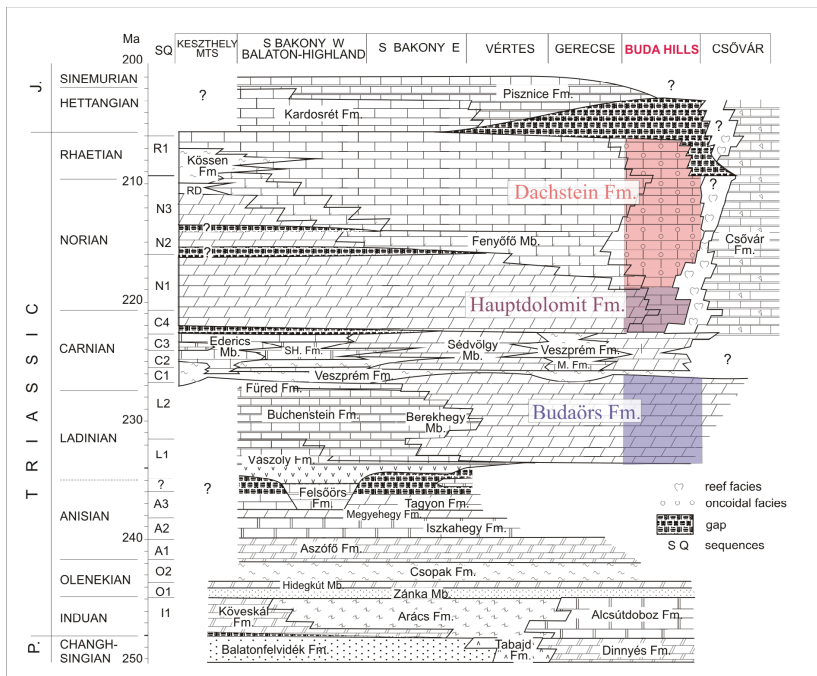 Ma
SQ
KESZTHELY
MTS
S BAKONY W
BALATON-HIGHLAND
S BAKONY E
VÉRTES
GERECSE
BUDA HILLS
CSŐVÁR
200
210
220
230
240
250
J.
TRIASSIC
P.
SINEMURIAN
HETTANGIAN
RHAETIAN
NORIAN
CARNIAN
LADINIAN
ANISIAN
OLENEKIAN
INDUAN
CHANGH-
SINGIAN
R1
N3
N2
N1
C4
C3
C2
C1
L2
L1
?
A3
A2
A1
O2
O1
I1
?
?
Pisznice Fm.
Kardosrét Fm.
?
Kössen
Fm
RD
Dachstein Fm.
?
?
Fenyőfő Mb.
?
Csővár
Fm.
Hauptdolomit Fm.
Ederics
Mb.
SH. Fm.
Sédvölgy
Mb.
Veszprém Fm.
M. Fm.
?
Veszprém Fm.
Füred Fm.
Buchenstein Fm.
Berekhegy
Mb.
Budaörs Fm.
Vászoly Fm.
?
Felsőörs
Fm.
Tagyon Fm.
Megyehegy Fm.
Iszkahegy Fm.
Aszófő Fm.
Csopak Fm.
Hidegkút Mb.
Zánka Mb.
Köveskál
Fm.
Arács Fm.
Alcsútdoboz Fm.
Balatonfelvidék Fm.
Tabajd
Fm.
Dinnyés Fm.
reef facies
oncoidal facies
gap
S Q sequences